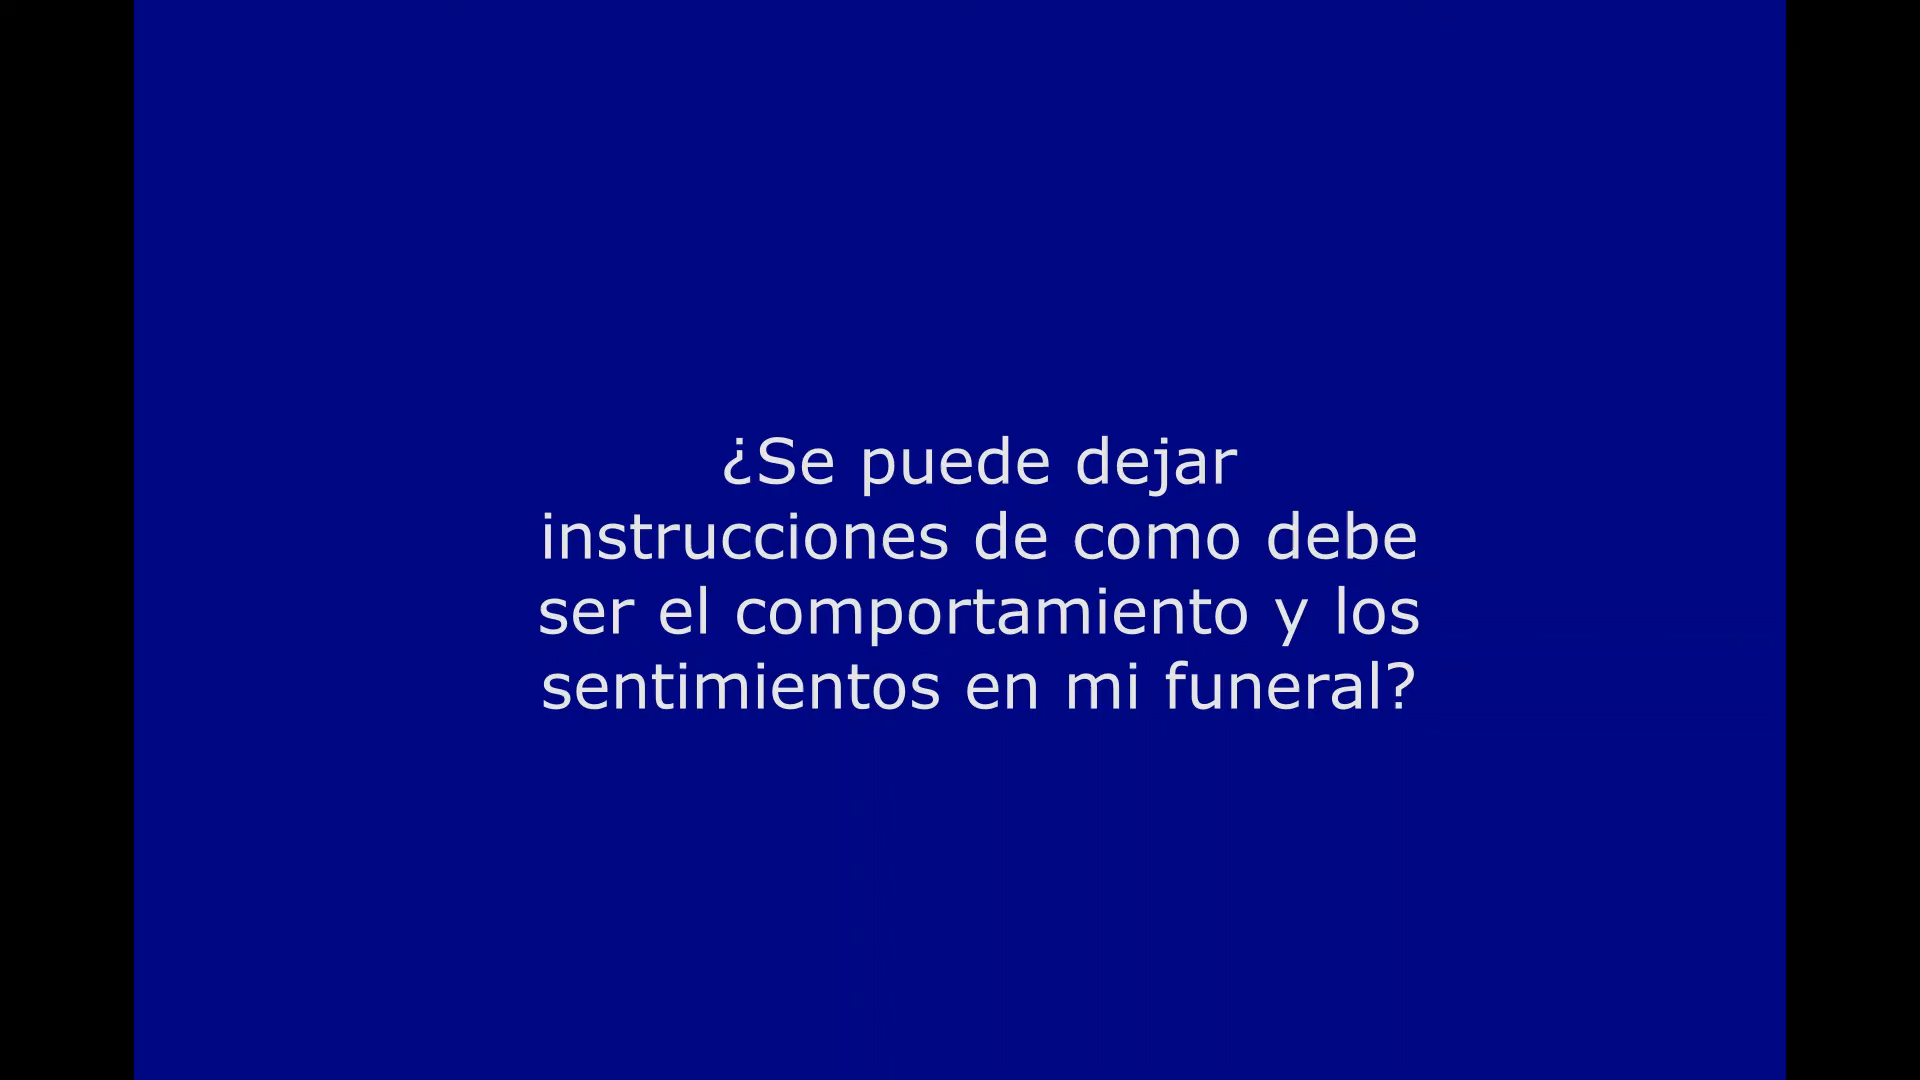 ¿Se puede dejar
instrucciones de como debe
ser el comportamiento y los
sentimientos en mi funeral?